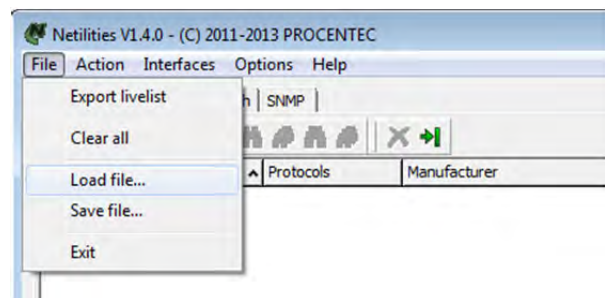 Netilities V1.4.0 - (C) 2011-2013 PROCENTEC
File Action Interfaces Options Help
Export livelist
SNMP
Clear all
Load file...
Protocols Manufacturer
Save file...
Exit